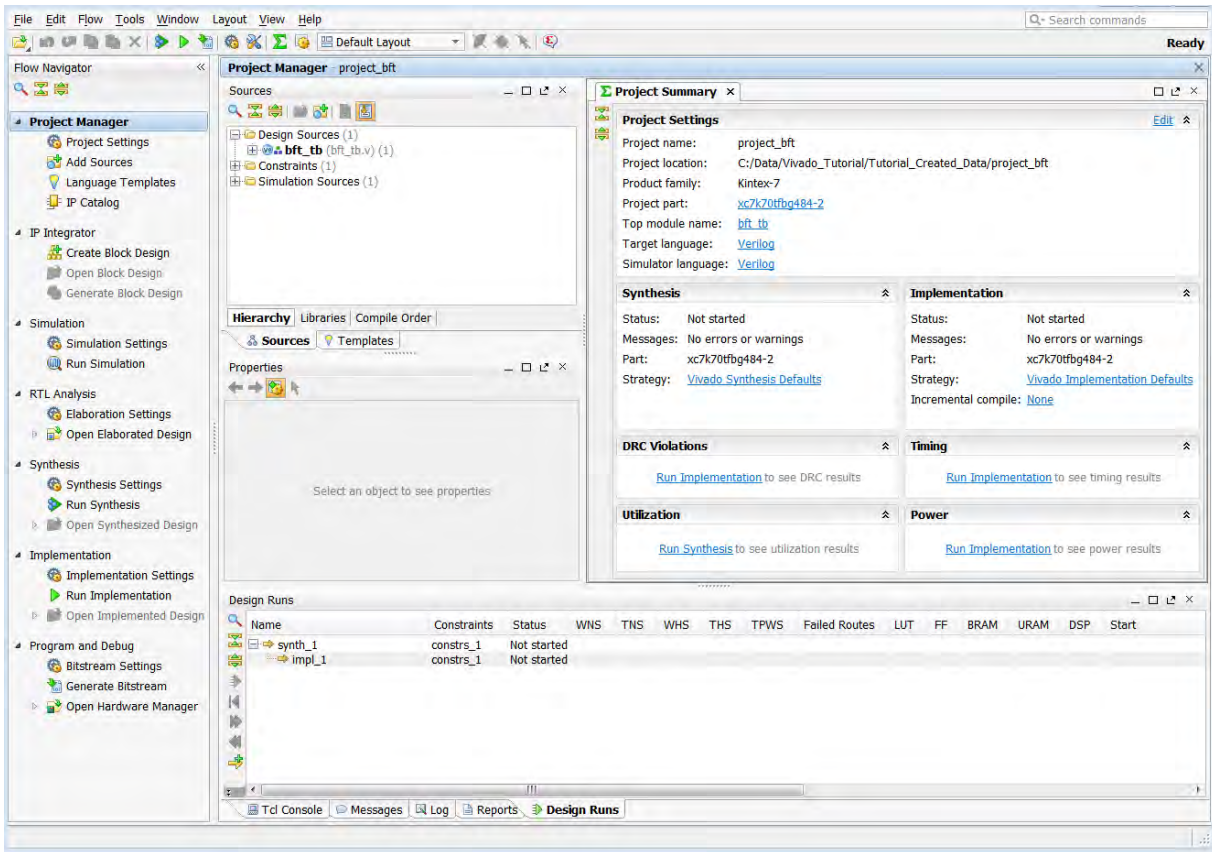 File Edit Flow Tools Window Layout View Help
Search commands
Default Layout
Ready
Flow Navigator
Project Manager
Project Settings
Add Sources
Language Templates
IP Catalog
IP Integrator
Create Block Design
Open Block Design
Generate Block Design
Simulation
Simulation Settings
Run Simulation
RTL Analysis
Elaboration Settings
Open Elaborated Design
Synthesis
Synthesis Settings
Run Synthesis
Open Synthesized Design
Implementation
Implementation Settings
Run Implementation
Open Implemented Design
Program and Debug
Bitstream Settings
Generate Bitstream
Open Hardware Manager
Project Manager - project_bft
Sources
Design Sources (1)
bft_tb (bft_tb.v) (1)
Constraints (1)
Simulation Sources (1)
Hierarchy Libraries Compile Order
Sources Templates
Properties
Select an object to see properties
Project Summary
Project Settings Edit
Project name: project_bft
Project location: C:/Data/Vivado_Tutorial/Tutorial_Created_Data/project_bft
Product family: Kintex-7
Project part: xc7k70tfbg484-2
Top module name: bft_tb
Target language: Verilog
Simulator language: Verilog
Synthesis
Status: Not started
Messages: No errors or warnings
Part: xc7k70tfbg484-2
Strategy: Vivado Synthesis Defaults
Implementation
Status: Not started
Messages: No errors or warnings
Part: xc7k70tfbg484-2
Strategy: Vivado Implementation Defaults
Incremental compile: None
DRC Violations
Run Implementation to see DRC results
Timing
Run Implementation to see timing results
Utilization
Run Synthesis to see utilization results
Power
Run Implementation to see power results
Design Runs
Name Constraints Status WNS TNS WHS THS TPWS Failed Routes LUT FF BRAM URAM DSP Start
synth_1 constrs_1 Not started
impl_1 constrs_1 Not started
Tcl Console Messages Log Reports Design Runs